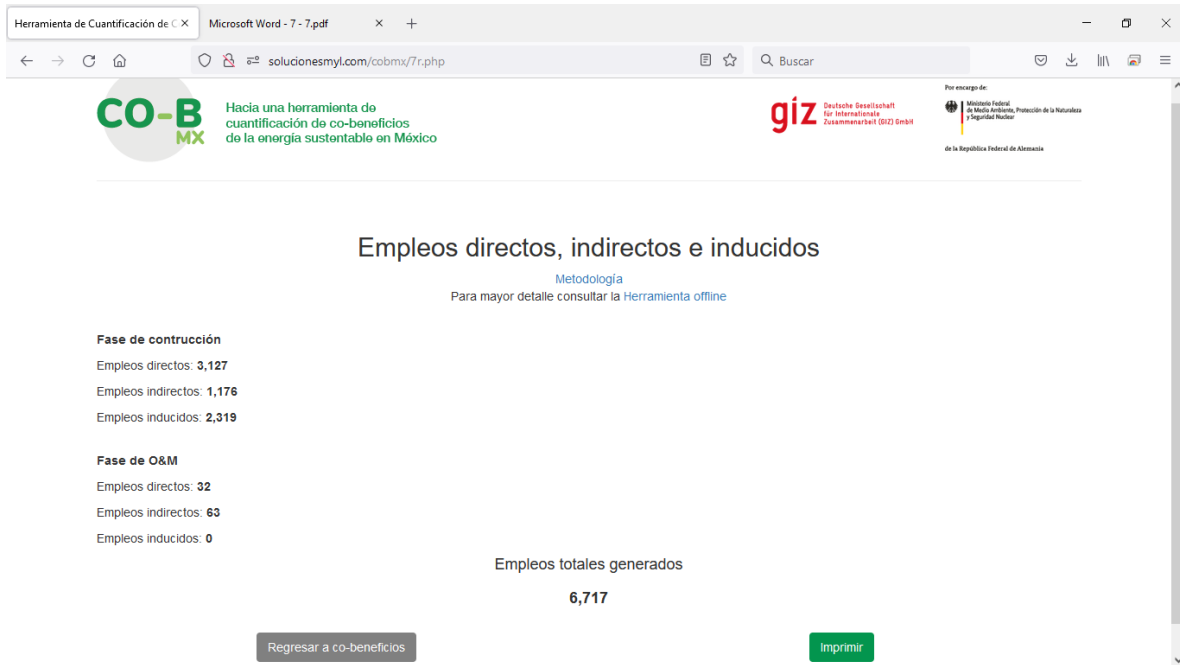 Herramienta de Cuantificación de C
Microsoft Word - 7 - 7.pdf
solucionesmyl.com/cobmx/7r.php
Buscar
CO-B
MX
Hacia una herramienta de
cuantificación de co-beneficios
de la energía sustentable en México
giz
Deutsche Gesellschaft
für Internationale
Zusammenarbeit (GIZ) GmbH
Por encargo de:
Ministerio Federal
de Medio Ambiente, Protección de la Naturaleza
y Seguridad Nuclear
de la República Federal de Alemania
Empleos directos, indirectos e inducidos
Metodología
Para mayor detalle consultar la Herramienta offline
Fase de contrucción
Empleos directos: 3,127
Empleos indirectos: 1,176
Empleos inducidos: 2,319
Fase de O&M
Empleos directos: 32
Empleos indirectos: 63
Empleos inducidos: 0
Empleos totales generados
6,717
Regresar a co-beneficios
Imprimir